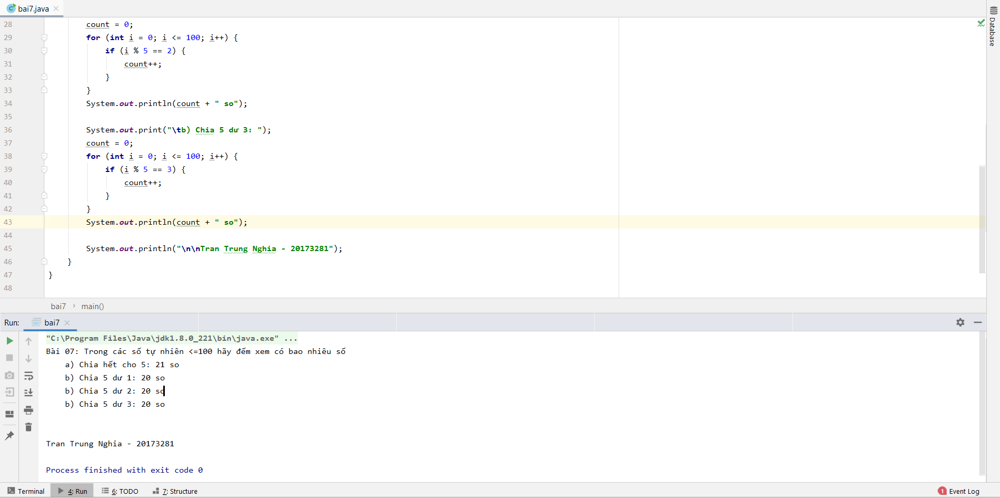 bai7.java
28 count = 0;
29 for (int i = 0; i <= 100; i++) {
30 if (i % 5 == 2) {
31 count++;
32 }
33 }
34 System.out.println(count + " so");
35
36 System.out.print("\tb) Chia 5 dư 3: ");
37 count = 0;
38 for (int i = 0; i <= 100; i++) {
39 if (i % 5 == 3) {
40 count++;
41 }
42 }
43 System.out.println(count + " so");
44
45 System.out.println("\n\nTran Trung Nghia - 20173281");
46 }
47 }
48
Database
bai7 › main()
Run: bai7
"C:\Program Files\Java\jdk1.8.0_221\bin\java.exe" ...
Bài 07: Trong các số tự nhiên <=100 hãy đếm xem có bao nhiêu số
a) Chia hết cho 5: 21 so
b) Chia 5 dư 1: 20 so
b) Chia 5 dư 2: 20 so
b) Chia 5 dư 3: 20 so
Tran Trung Nghia - 20173281
Process finished with exit code 0
Terminal 4: Run 6: TODO 7: Structure 1 Event Log